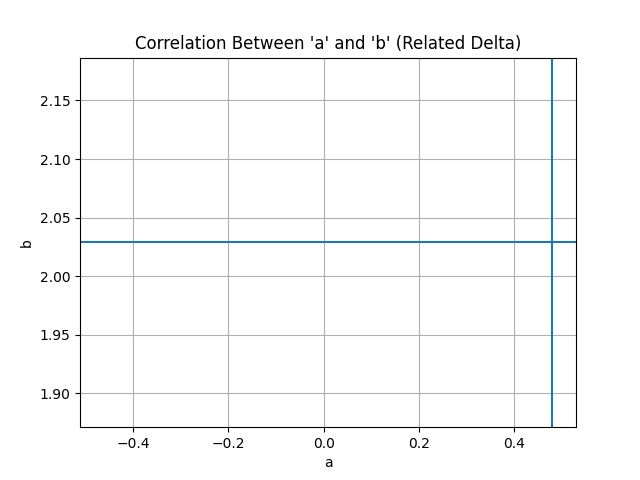 Correlation Between 'a' and 'b' (Related Delta)
2.15
2.10
2.05
2.00
1.95
1.90
b
−0.4 −0.2 0.0 0.2 0.4
a